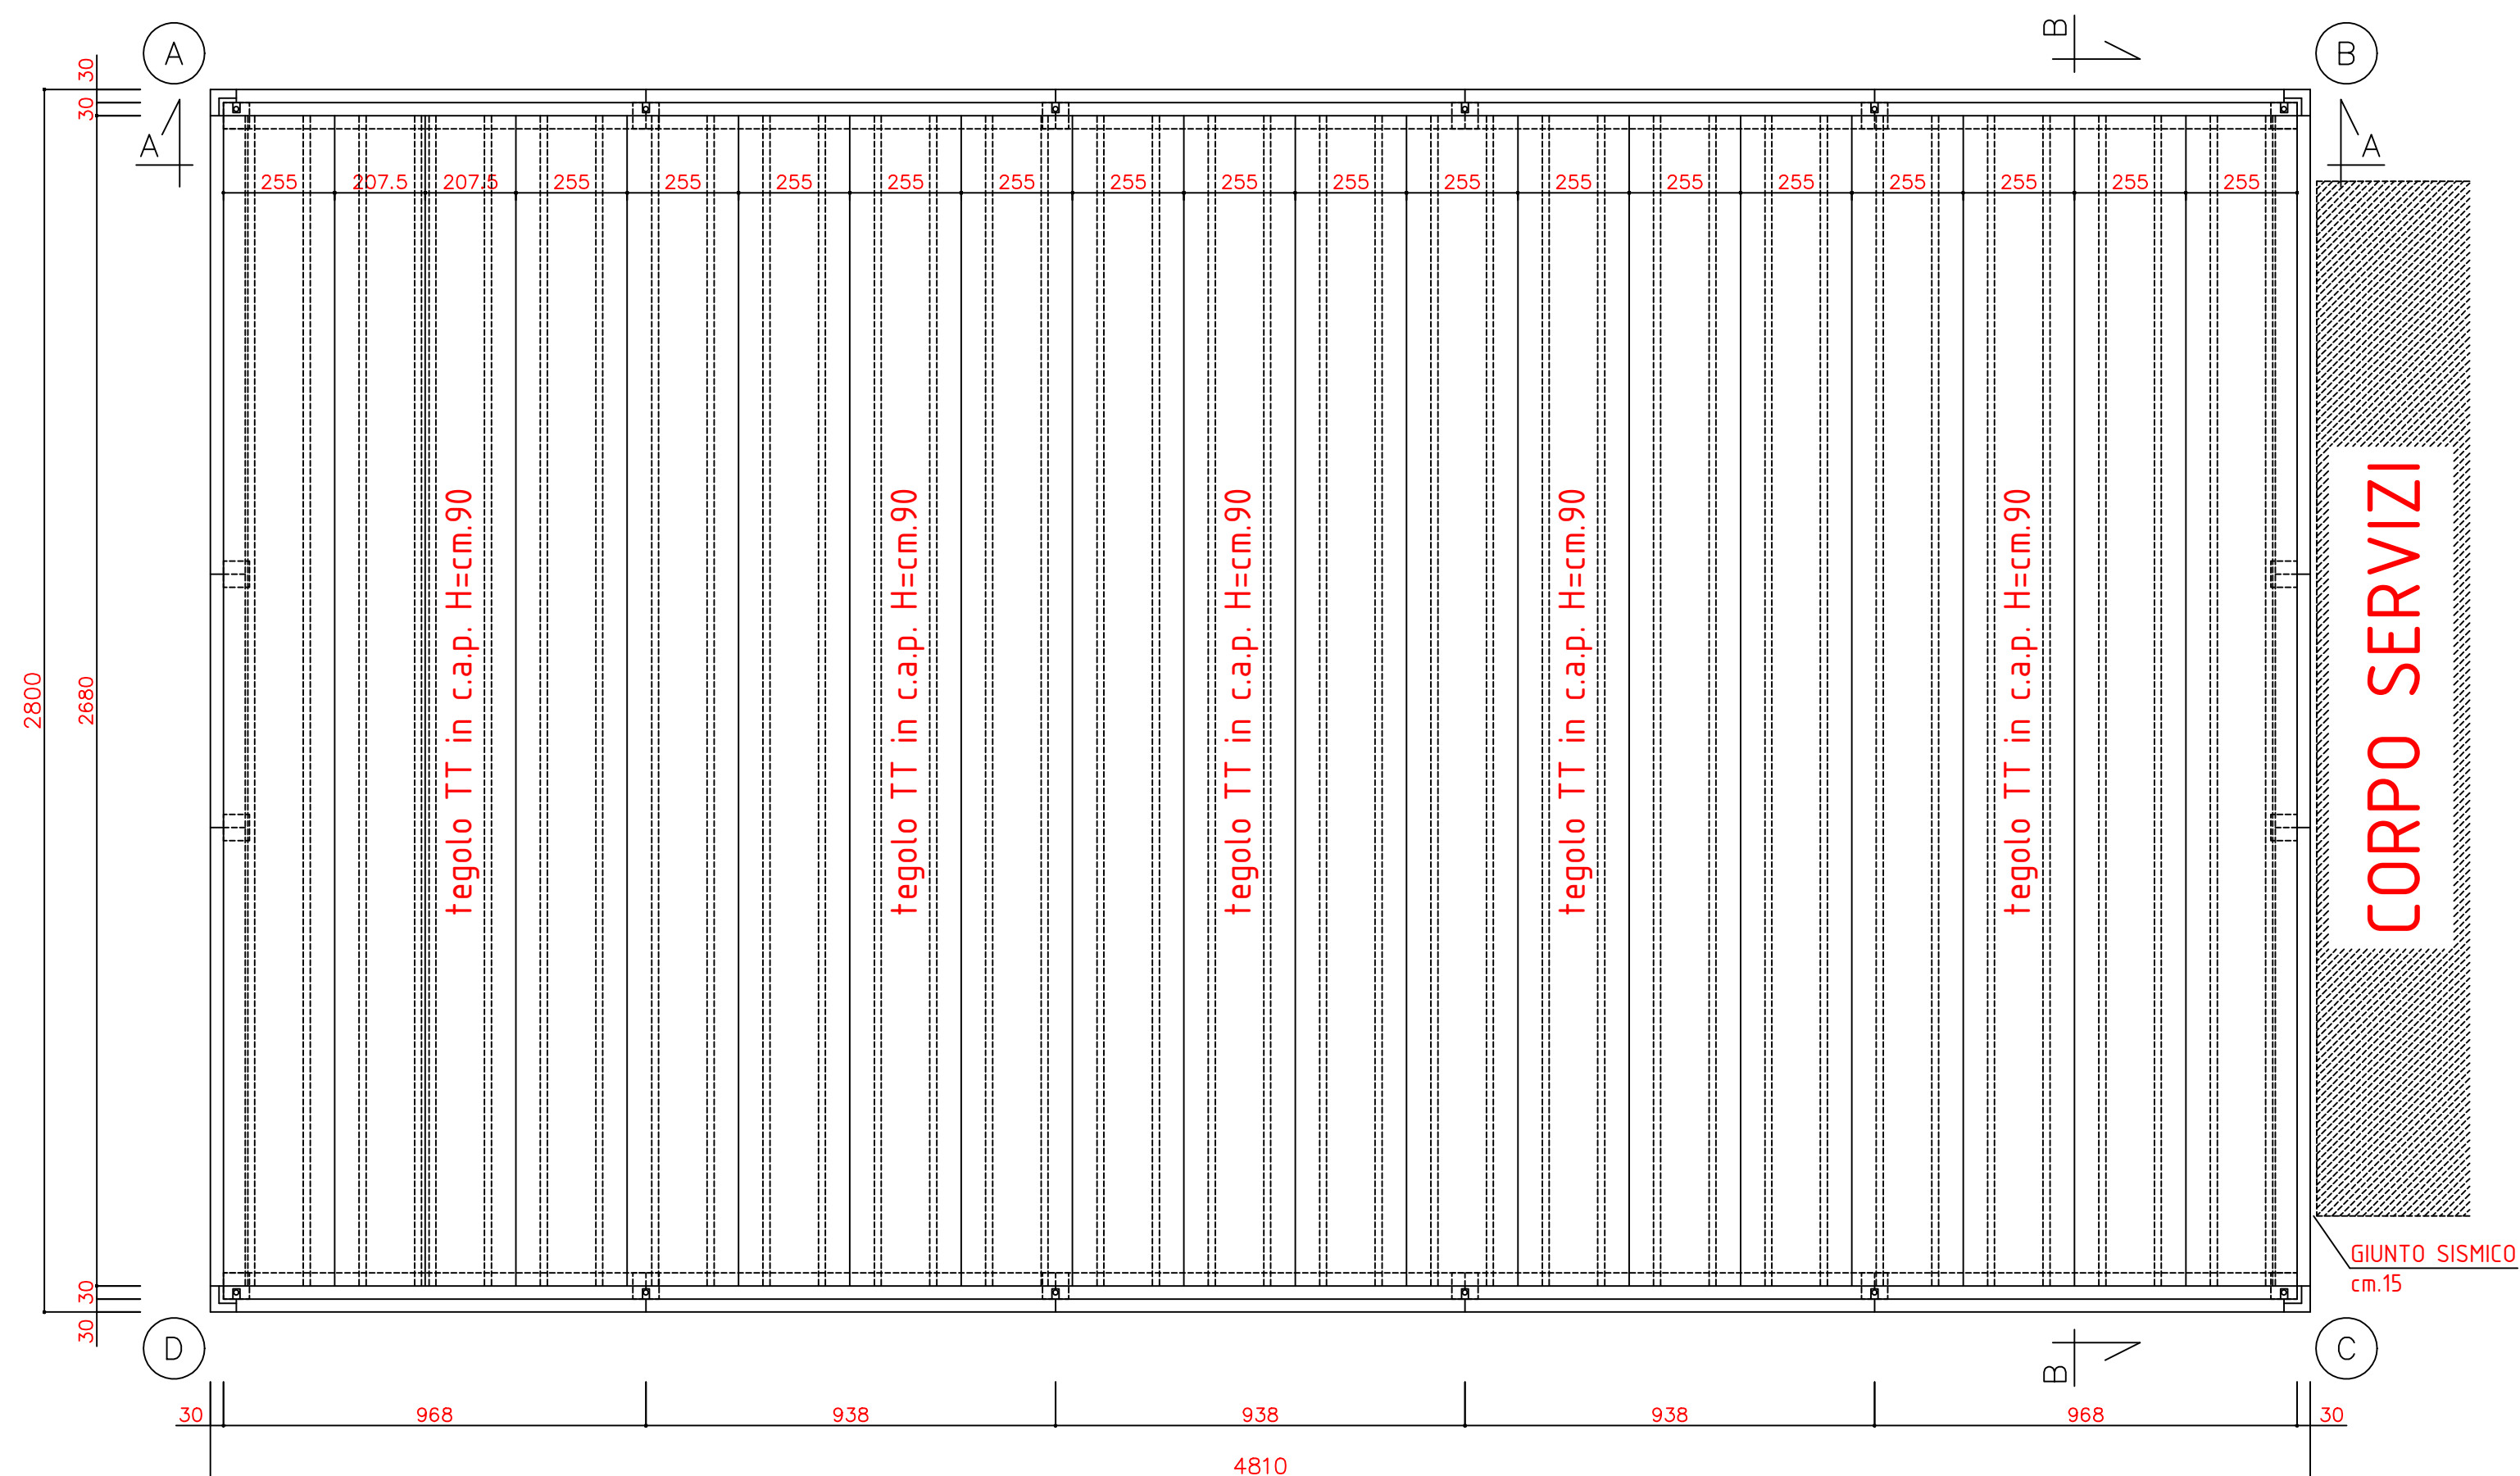 A
B
B
30
30
A
A
255 207.5 207.5 255 255 255 255 255 255 255 255 255 255 255 255 255 255 255 255
2800
2680
tegolo TT in c.a.p. H=cm.90
tegolo TT in c.a.p. H=cm.90
tegolo TT in c.a.p. H=cm.90
tegolo TT in c.a.p. H=cm.90
tegolo TT in c.a.p. H=cm.90
CORPO SERVIZI
GIUNTO SISMICO
cm.15
30
30
D
B
C
30 968 938 938 938 968 30
4810